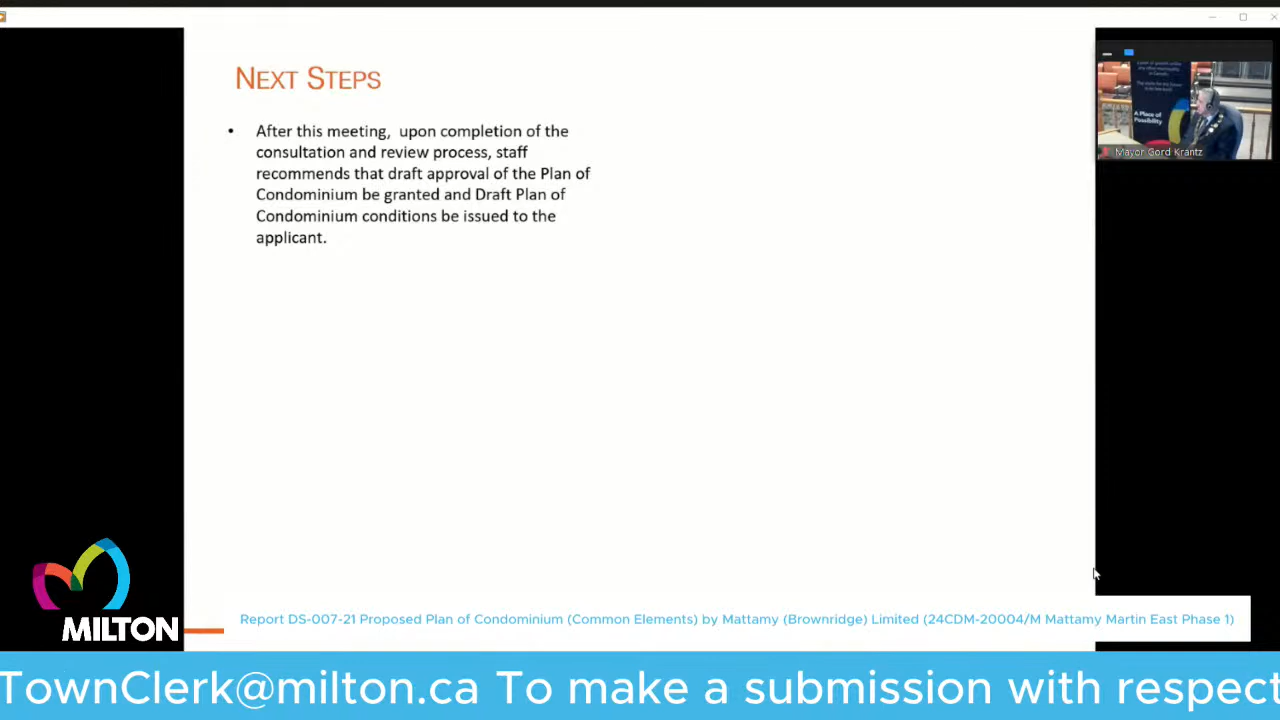 NEXT STEPS
• After this meeting, upon completion of the
consultation and review process, staff
recommends that draft approval of the Plan of
Condominium be granted and Draft Plan of
Condominium conditions be issued to the
applicant.
A Place of
Possibility
Mayor Gord Krantz
MILTON
Report DS-007-21 Proposed Plan of Condominium (Common Elements) by Mattamy (Brownridge) Limited (24CDM-20004/M Mattamy Martin East Phase 1)
TownClerk@milton.ca To make a submission with respect